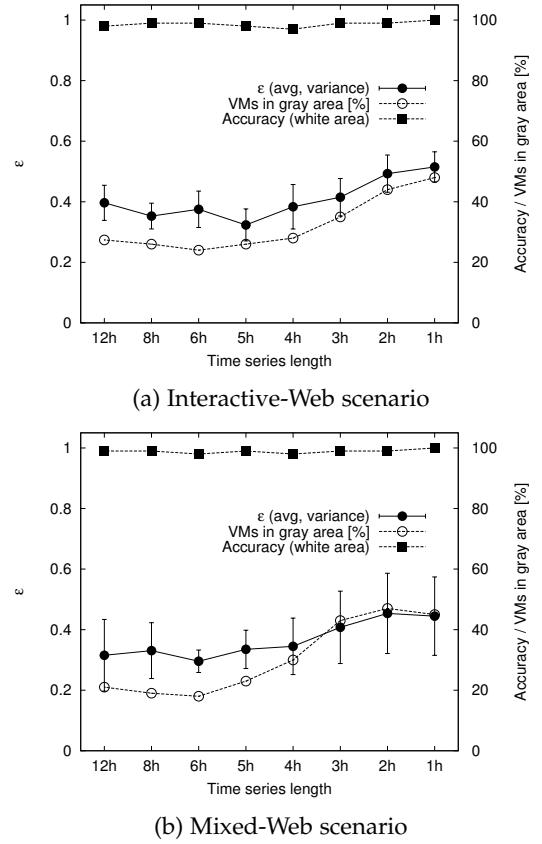 1
0.8
0.6
0.4
0.2
0
ε
100
80
60
40
20
0
Accuracy / VMs in gray area [%]
ε (avg, variance)
VMs in gray area [%]
Accuracy (white area)
12h 8h 6h 5h 4h 3h 2h 1h
Time series length
(a) Interactive-Web scenario
1
0.8
0.6
0.4
0.2
0
ε
100
80
60
40
20
0
Accuracy / VMs in gray area [%]
ε (avg, variance)
VMs in gray area [%]
Accuracy (white area)
12h 8h 6h 5h 4h 3h 2h 1h
Time series length
(b) Mixed-Web scenario